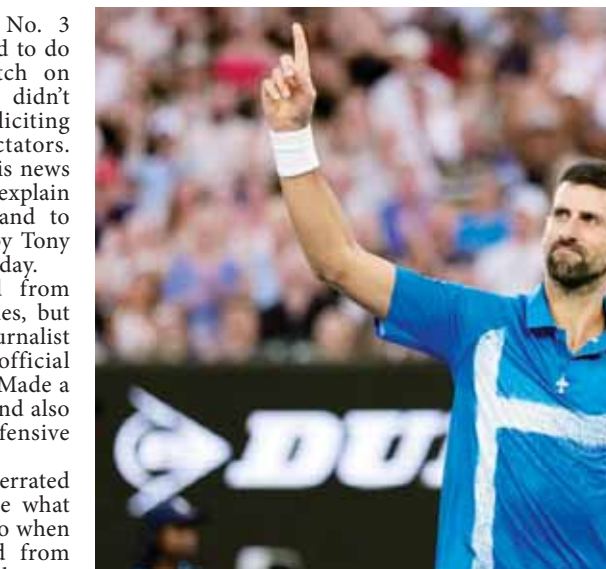 No. 3
d to do
tch on
didn't
liciting
ctators.
is news
explain
and to
y Tony
day.
from
es, but
urnalist
official
Made a
nd also
fensive
errated
e what
o when
d from
DU